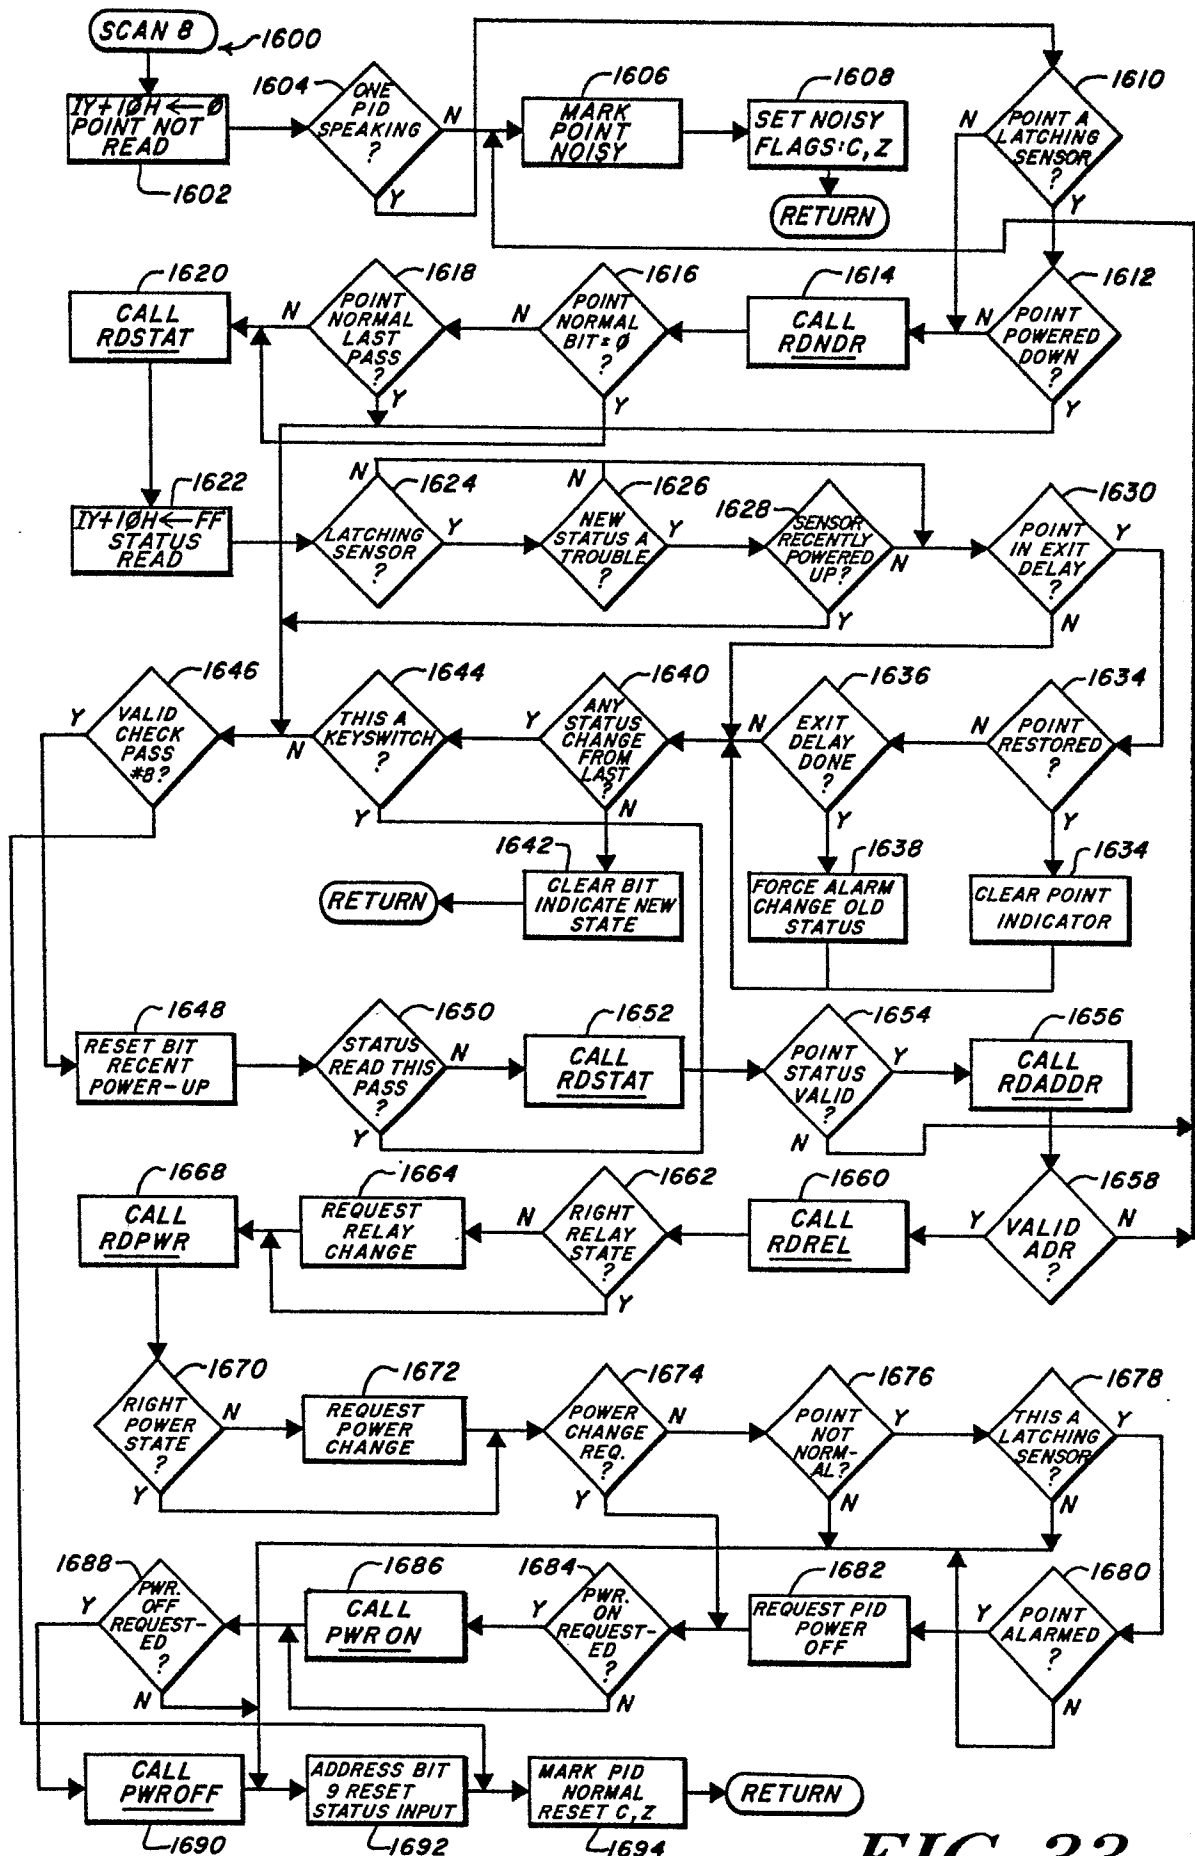 SCAN 8
1600
IY+1ØH ← Ø
POINT NOT
READ
1602
1604
ONE
PID
SPEAKING
?
N
Y
1606
MARK
POINT
NOISY
1608
SET NOISY
FLAGS: C, Z
RETURN
1610
POINT A
LATCHING
SENSOR
?
N
Y
1620
CALL
RDSTAT
1618
POINT
NORMAL
LAST
PASS
?
N
Y
1616
POINT
NORMAL
BIT = Ø
?
N
Y
1614
CALL
RDNDR
1612
POINT
POWERED
DOWN
?
N
Y
1622
IY+1ØH ← FF
STATUS
READ
1624
LATCHING
SENSOR
?
N
Y
1626
NEW
STATUS A
TROUBLE
?
N
Y
1628
SENSOR
RECENTLY
POWERED
UP?
N
Y
1630
POINT
IN EXIT
DELAY
?
Y
N
1646
VALID
CHECK
PASS
#8?
Y
1644
THIS A
KEYSWITCH
?
N
Y
1640
ANY
STATUS
CHANGE
FROM
LAST
?
Y
N
1636
EXIT
DELAY
DONE
?
N
Y
1634
POINT
RESTORED
?
N
Y
1642
CLEAR BIT
INDICATE NEW
STATE
RETURN
1638
FORCE ALARM
CHANGE OLD
STATUS
1634
CLEAR POINT
INDICATOR
1648
RESET BIT
RECENT
POWER-UP
1650
STATUS
READ THIS
PASS
?
N
Y
1652
CALL
RDSTAT
1654
POINT
STATUS
VALID
?
Y
N
1656
CALL
RDADDR
1668
CALL
RDPWR
1664
REQUEST
RELAY
CHANGE
1662
RIGHT
RELAY
STATE
?
N
Y
1660
CALL
RDREL
1658
VALID
ADR
?
Y
N
1670
RIGHT
POWER
STATE
?
N
Y
1672
REQUEST
POWER
CHANGE
1674
POWER
CHANGE
REQ.
?
N
Y
1676
POINT
NOT
NORM-
AL?
Y
N
1678
THIS A
LATCHING
SENSOR
?
Y
N
1688
PWR.
OFF
REQUEST-
ED
?
Y
N
1686
CALL
PWR ON
1684
PWR.
ON
REQUEST-
ED
?
Y
N
1682
REQUEST PID
POWER
OFF
1680
POINT
ALARMED
?
Y
N
CALL
PWROFF
1690
ADDRESS BIT
9 RESET
STATUS INPUT
1692
MARK PID
NORMAL
RESET C, Z
1694
RETURN
FIG. 33